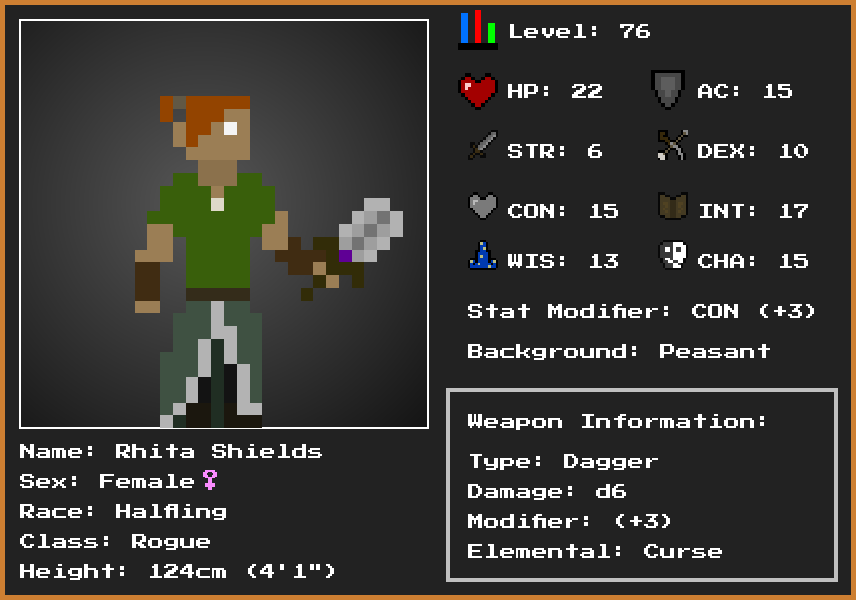 Level: 76
HP: 22
AC: 15
STR: 6
DEX: 10
CON: 15
INT: 17
WIS: 13
CHA: 15
Stat Modifier: CON (+3)
Background: Peasant
Weapon Information:
Type: Dagger
Damage: d6
Modifier: (+3)
Elemental: Curse
Name: Rhita Shields
Sex: Female♀
Race: Halfling
Class: Rogue
Height: 124cm (4'1")